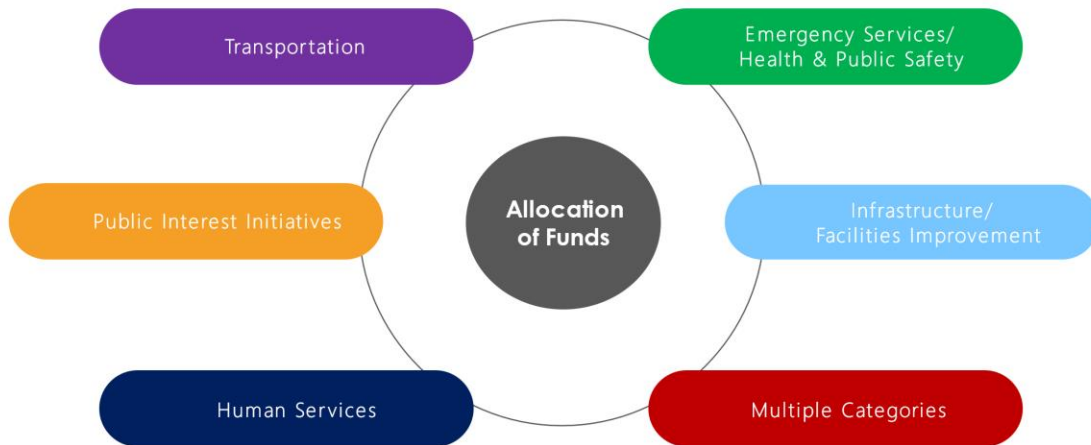 Transportation
Emergency Services/
Health & Public Safety
Public Interest Initiatives
Allocation
of Funds
Infrastructure/
Facilities Improvement
Human Services
Multiple Categories